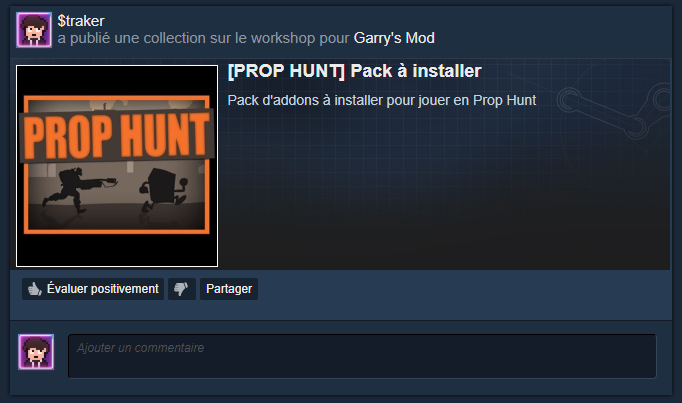 $traker
a publié une collection sur le workshop pour Garry's Mod
[PROP HUNT] Pack à installer
Pack d'addons à installer pour jouer en Prop Hunt
PROP HUNT
Évaluer positivement
Partager
Ajouter un commentaire